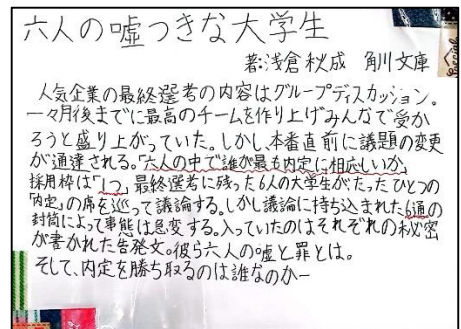 六人の嘘つきな大学生
著:浅倉秋成 角川文庫
人気企業の最終選考の内容はグループディスカッション。
一ヶ月後までに最高のチームを作り上げみんなで受か
ろうと盛り上がっていた。しかし、本番直前に議題の変更
が通達される。「六人の中で誰が最も内定に相応しいか」
採用枠は「1つ」。最終選考に残った6人の大学生がたったひとつの
「内定」の席を巡って議論する。しかし議論に持ち込まれた6通の
封筒によって事態は急変する。入っていたのはそれぞれの秘密
が書かれた告発文。彼ら六人の嘘と罪とは。
そして、内定を勝ち取るのは誰なのか―